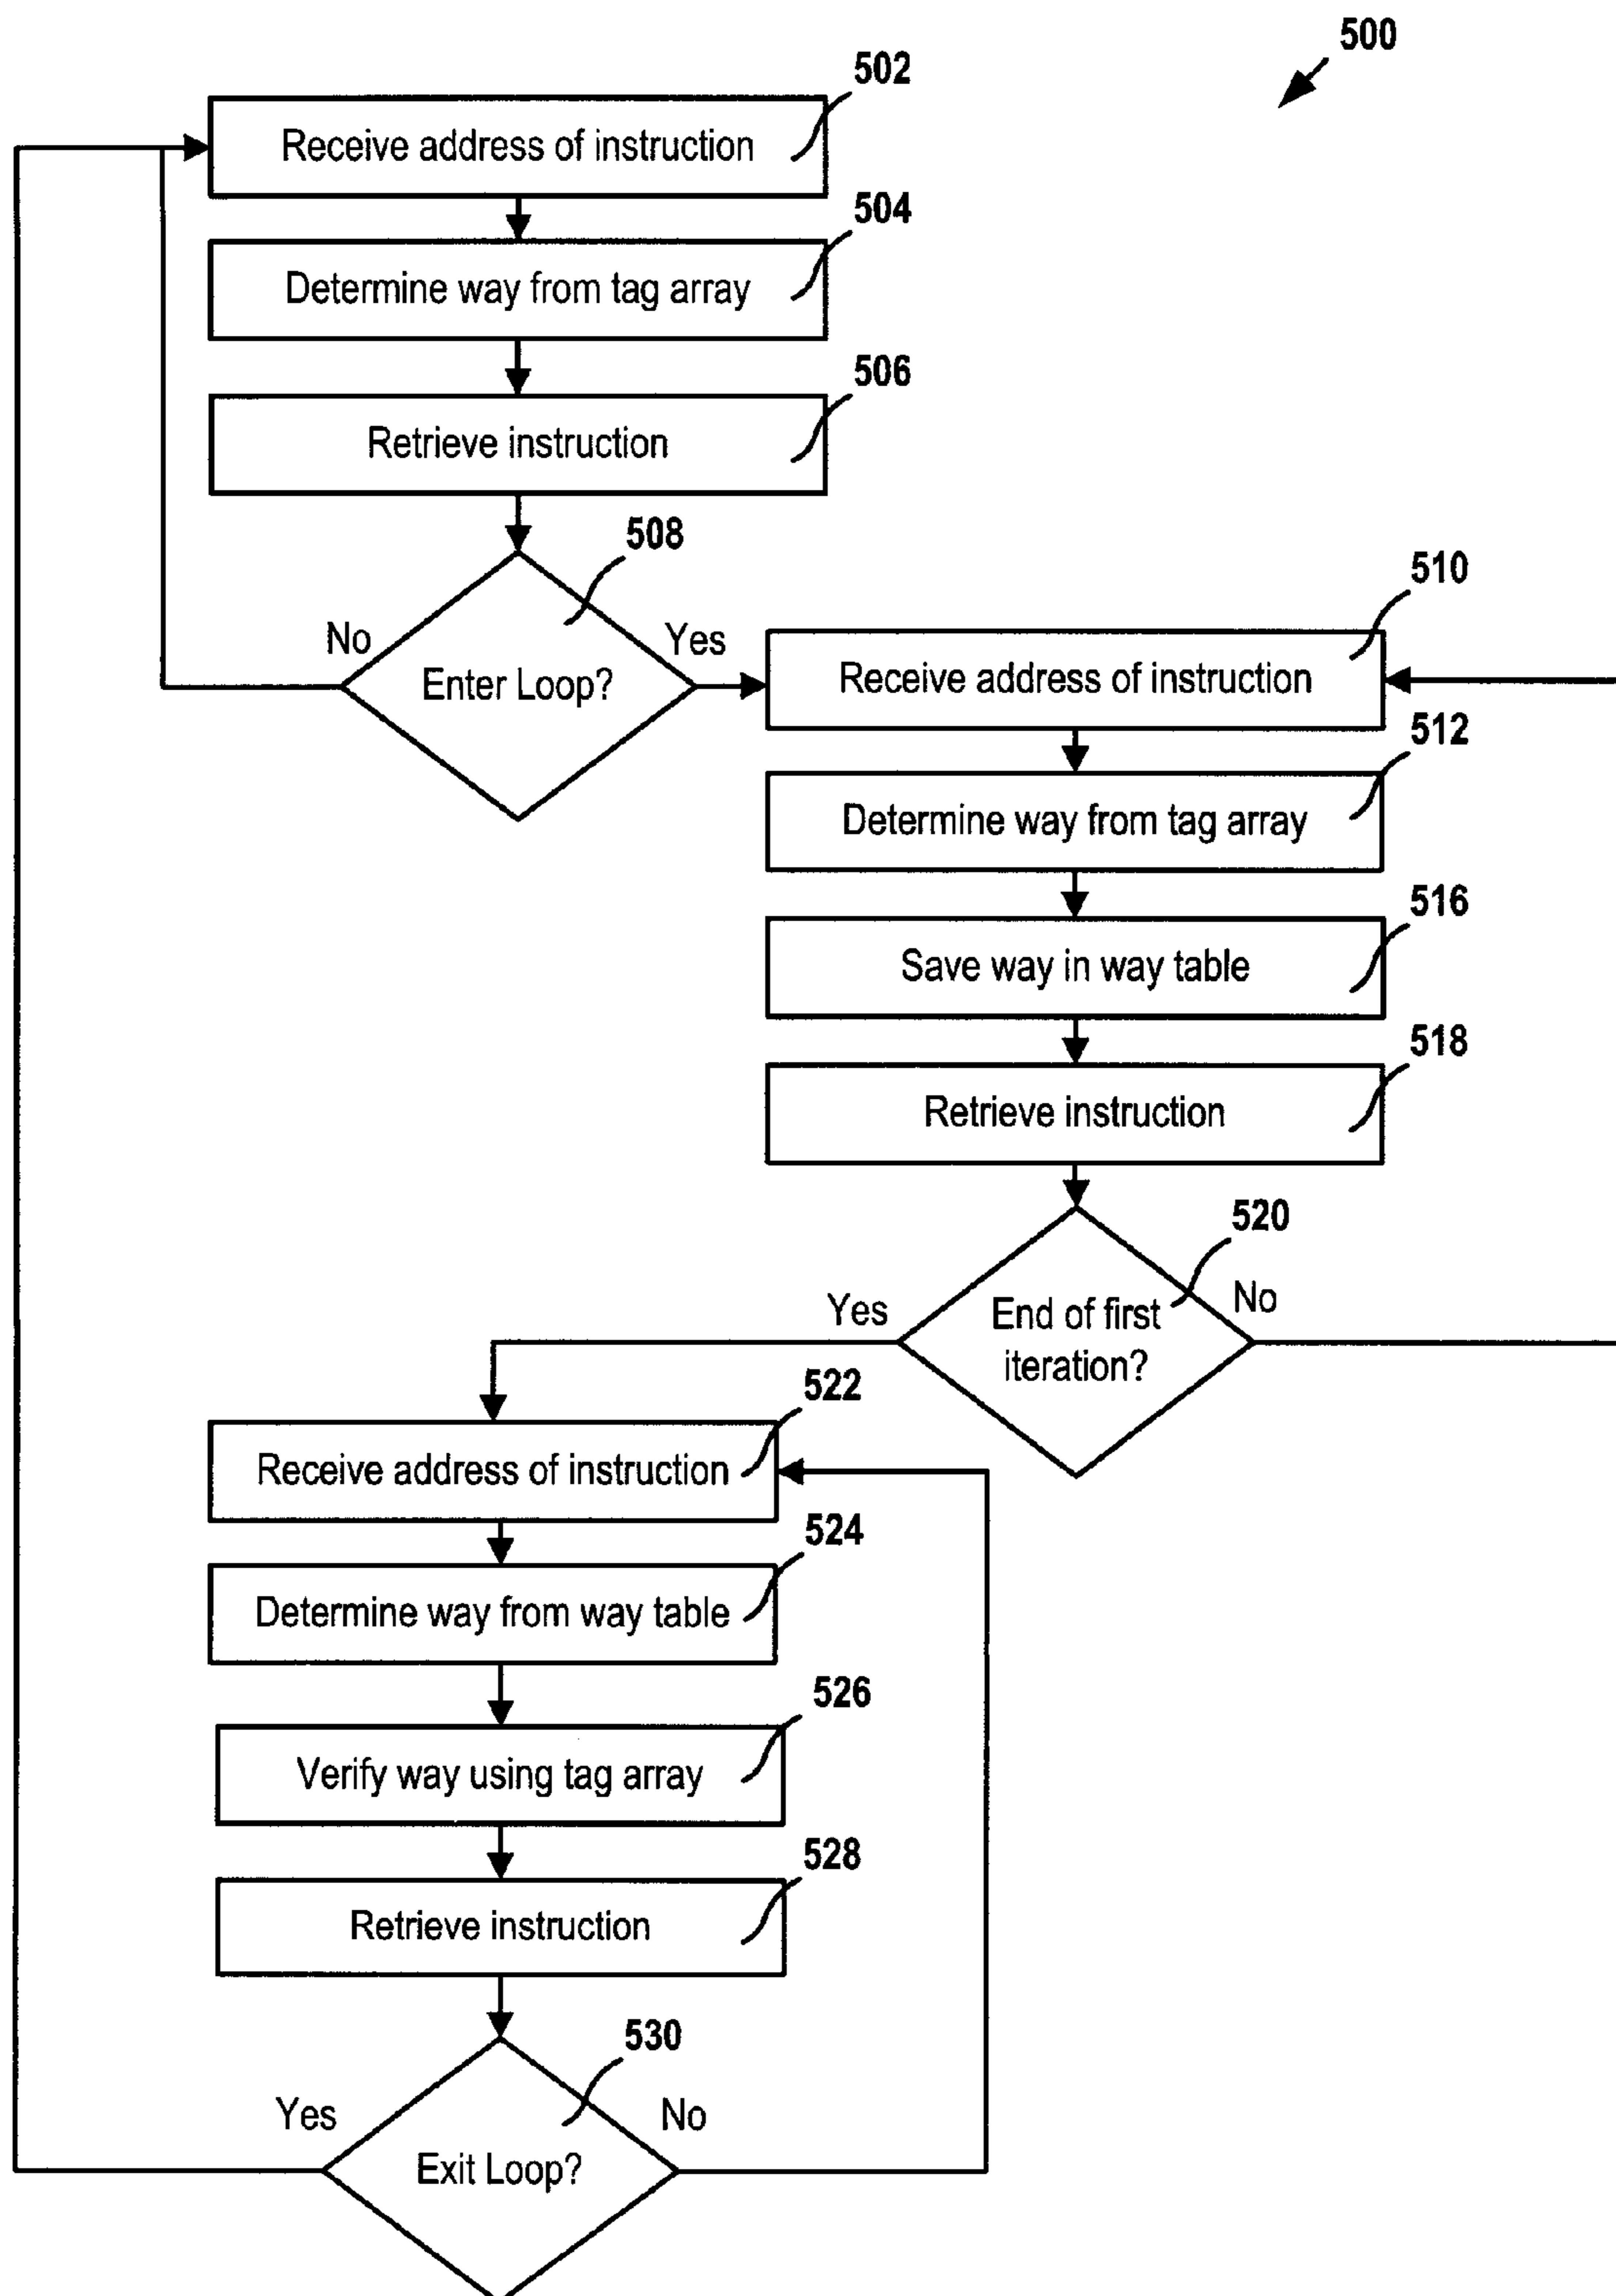 500
502
Receive address of instruction
504
Determine way from tag array
506
Retrieve instruction
508
No
Yes
Enter Loop?
510
Receive address of instruction
512
Determine way from tag array
516
Save way in way table
518
Retrieve instruction
520
Yes
No
End of first
iteration?
522
Receive address of instruction
524
Determine way from way table
526
Verify way using tag array
528
Retrieve instruction
530
Yes
No
Exit Loop?